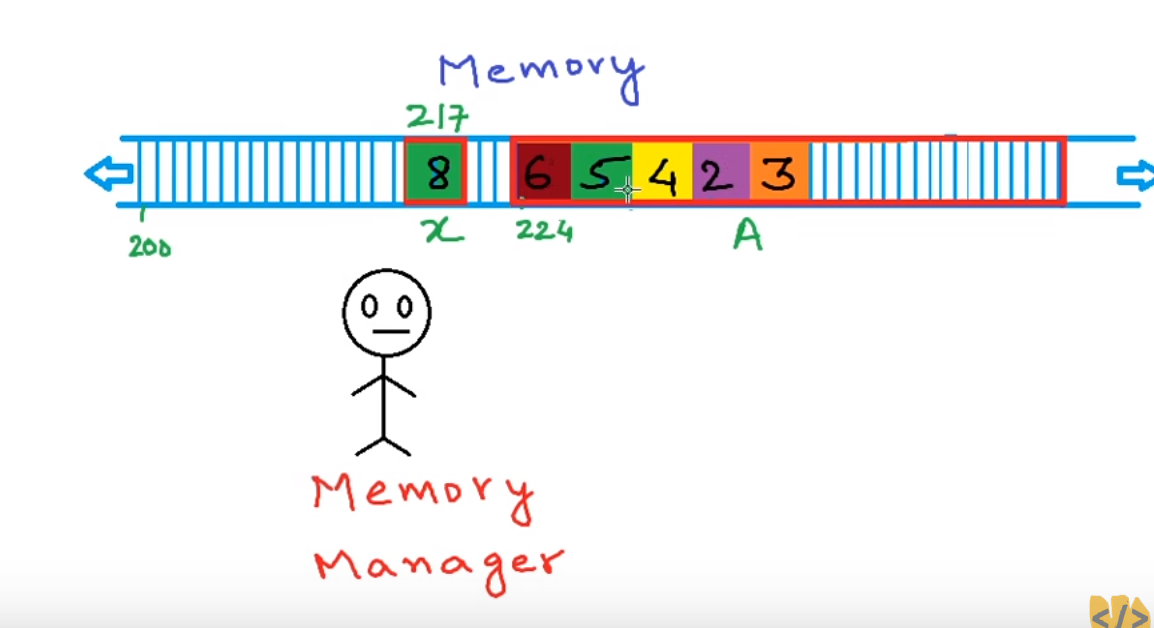 Memory
217
8 6 5 4 2 3
200 x 224 A
Memory
Manager
</>